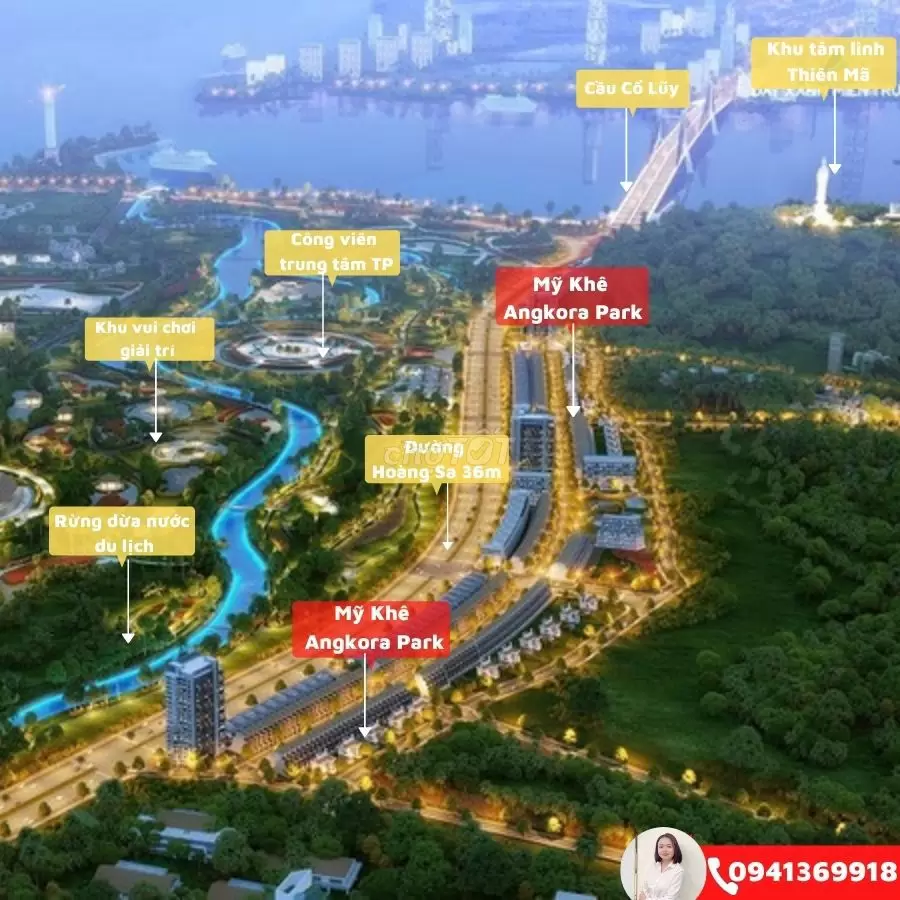 Khu tâm linh
Thiên Mã
Cầu Cổ Lũy
Công viên
trung tâm TP
Mỹ Khê
Angkora Park
Khu vui chơi
giải trí
Đường
Hoàng Sa 36m
Rừng dừa nước
du lịch
Mỹ Khê
Angkora Park
0941369918